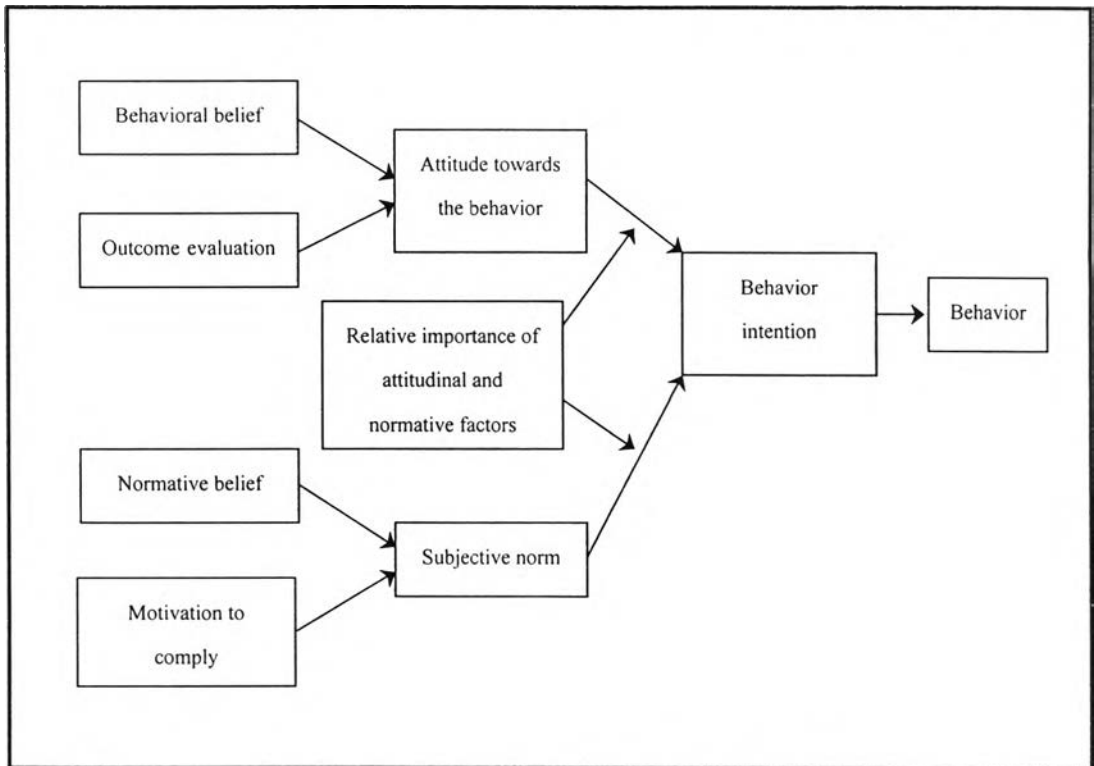 Behavioral belief
Outcome evaluation
Attitude towards
the behavior
Relative importance of
attitudinal and
normative factors
Normative belief
Motivation to
comply
Subjective norm
Behavior
intention
Behavior